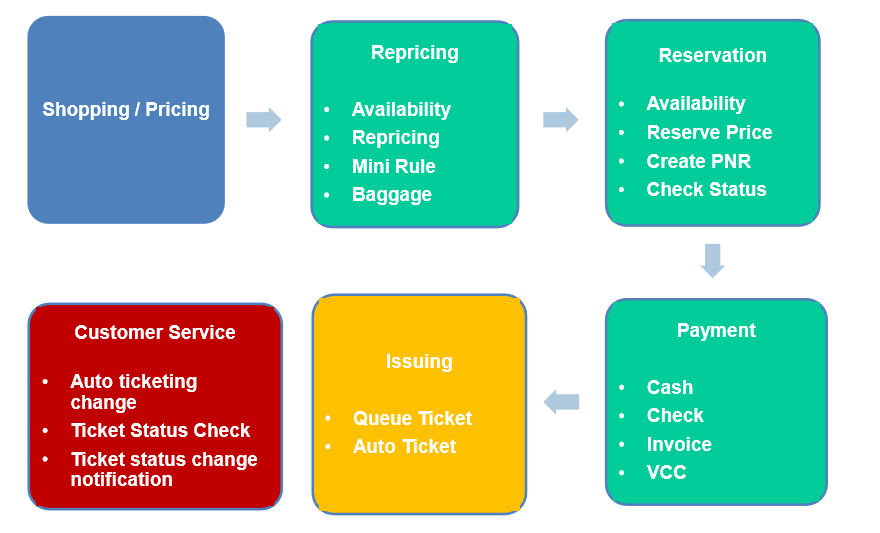 Shopping / Pricing
Repricing
• Availability
• Repricing
• Mini Rule
• Baggage
Reservation
• Availability
• Reserve Price
• Create PNR
• Check Status
Customer Service
• Auto ticketing
change
• Ticket Status Check
• Ticket status change
notification
Issuing
• Queue Ticket
• Auto Ticket
Payment
• Cash
• Check
• Invoice
• VCC